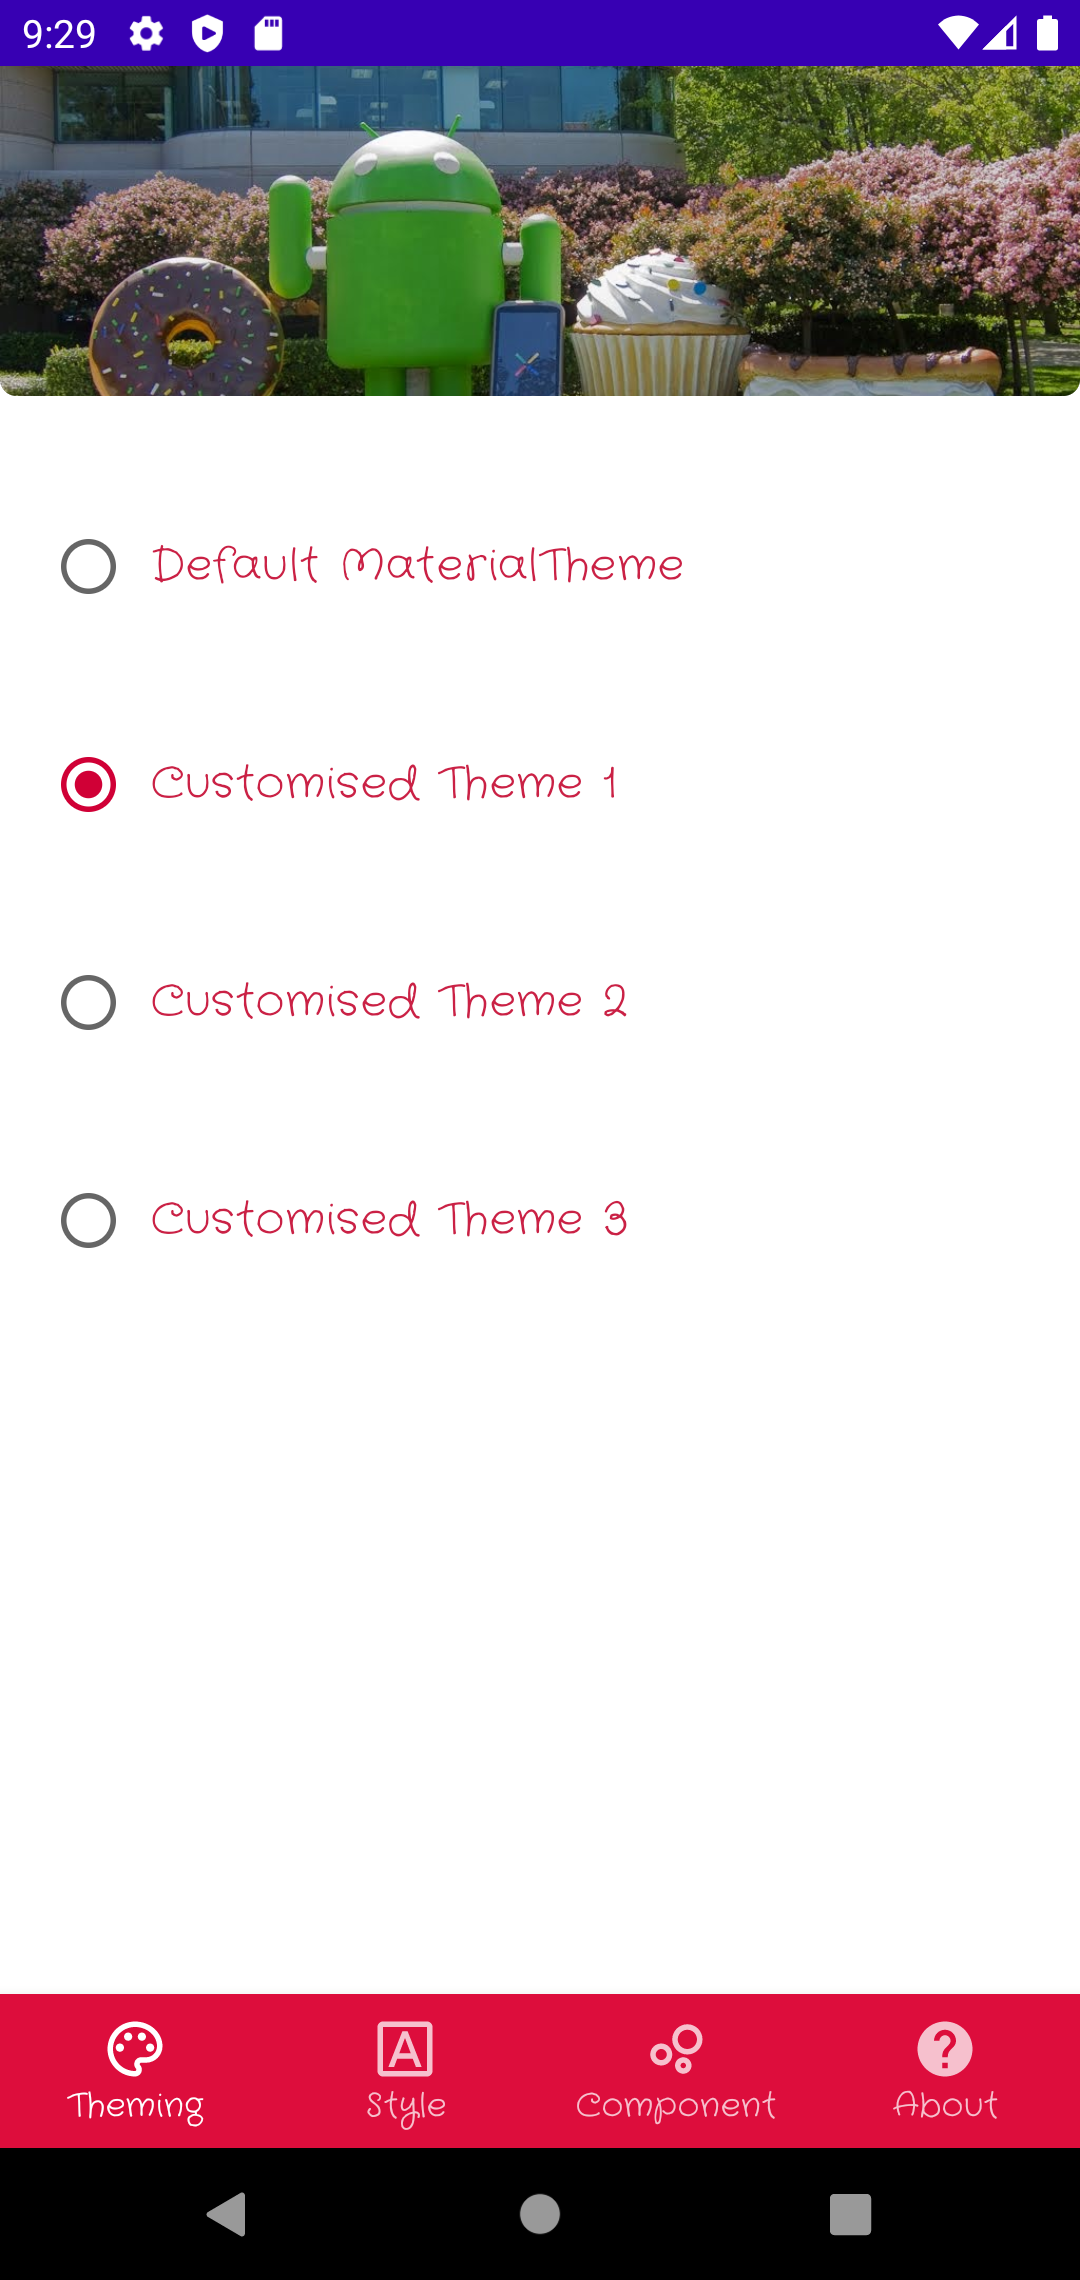 9:29
Default MaterialTheme
Customised Theme 1
Customised Theme 2
Customised Theme 3
Theming
Style
Component
About